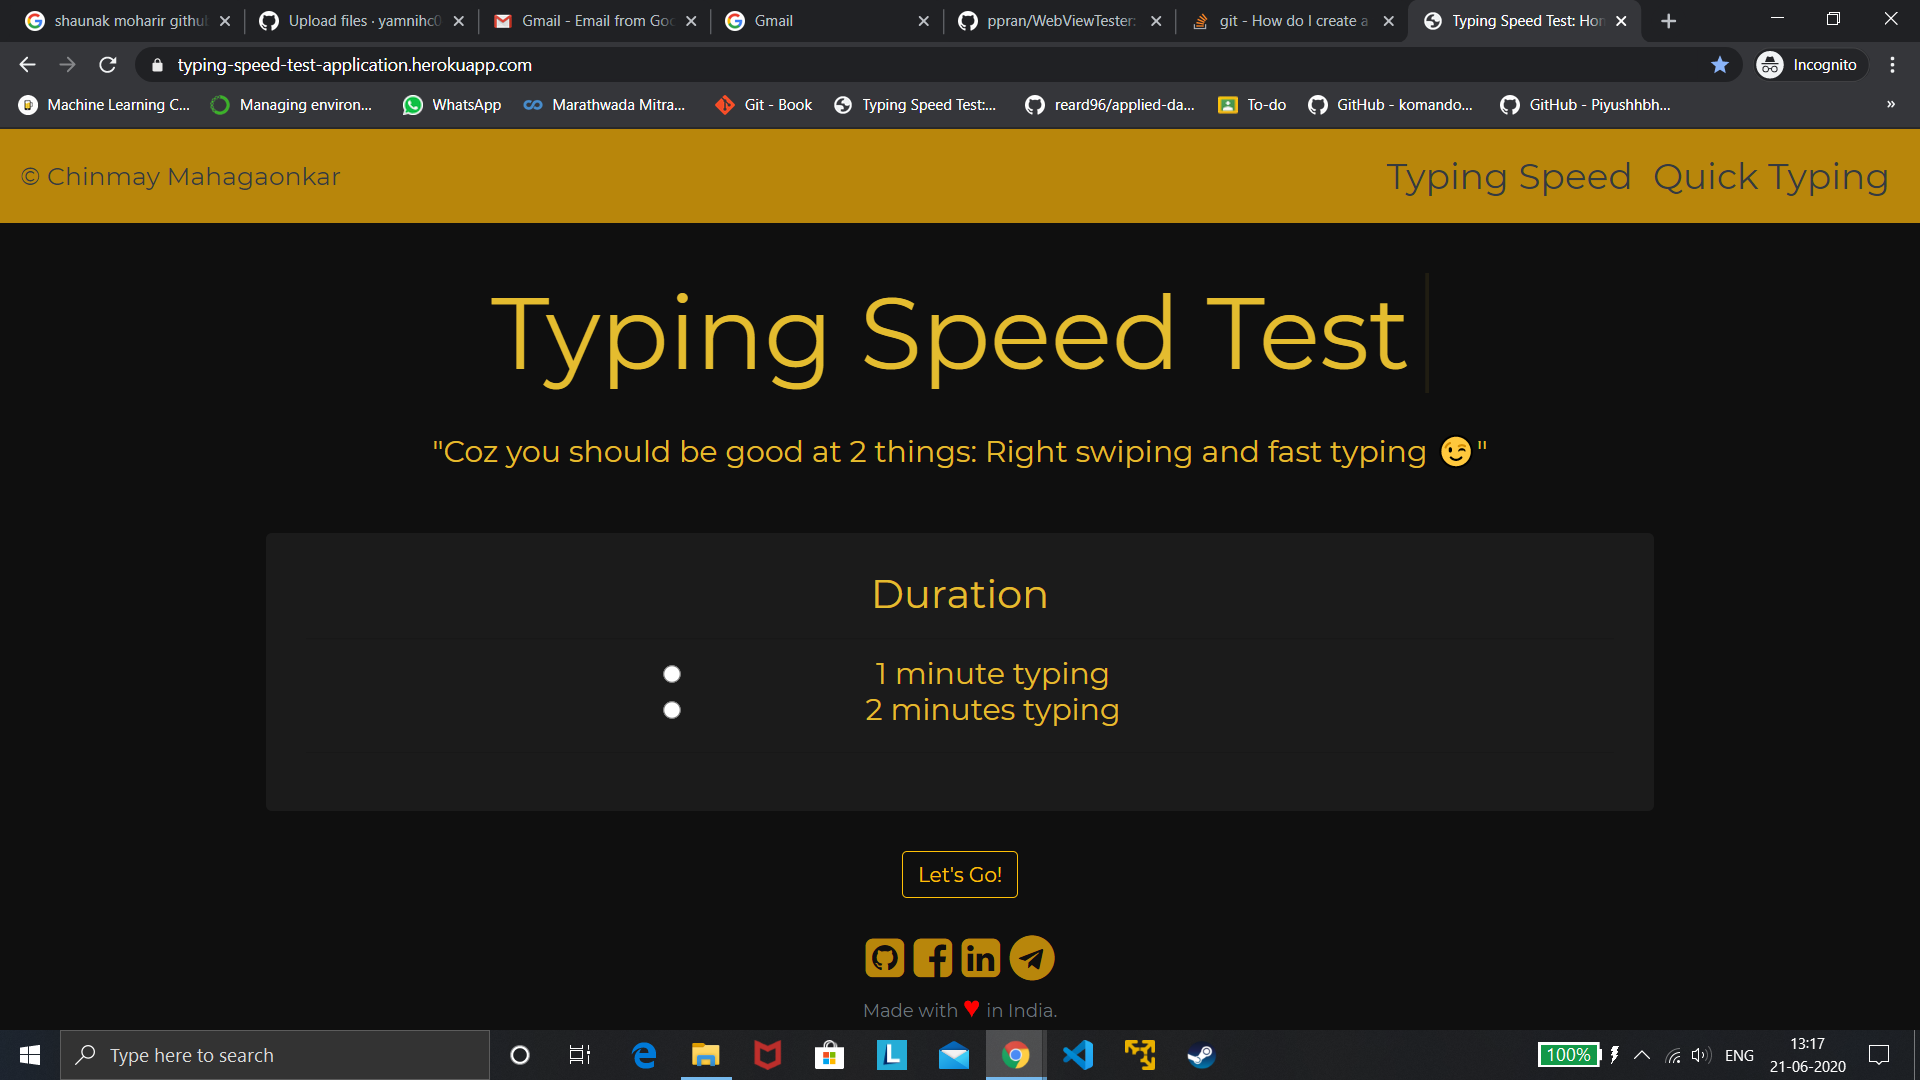 shaunak moharir githu
Upload files · yamnihc0
Gmail - Email from Goo
Gmail
ppran/WebViewTester:
git - How do I create a
Typing Speed Test: Hom
typing-speed-test-application.herokuapp.com
Incognito
Machine Learning C...
Managing environ...
WhatsApp
Marathwada Mitra...
Git - Book
Typing Speed Test:...
reard96/applied-da...
To-do
GitHub - komando...
GitHub - Piyushhbh...
»
© Chinmay Mahagaonkar
Typing Speed Quick Typing
Typing Speed Test
"Coz you should be good at 2 things: Right swiping and fast typing 😉"
Duration
1 minute typing
2 minutes typing
Let's Go!
Made with ♥ in India.
Type here to search
100%
ENG
13:17
21-06-2020